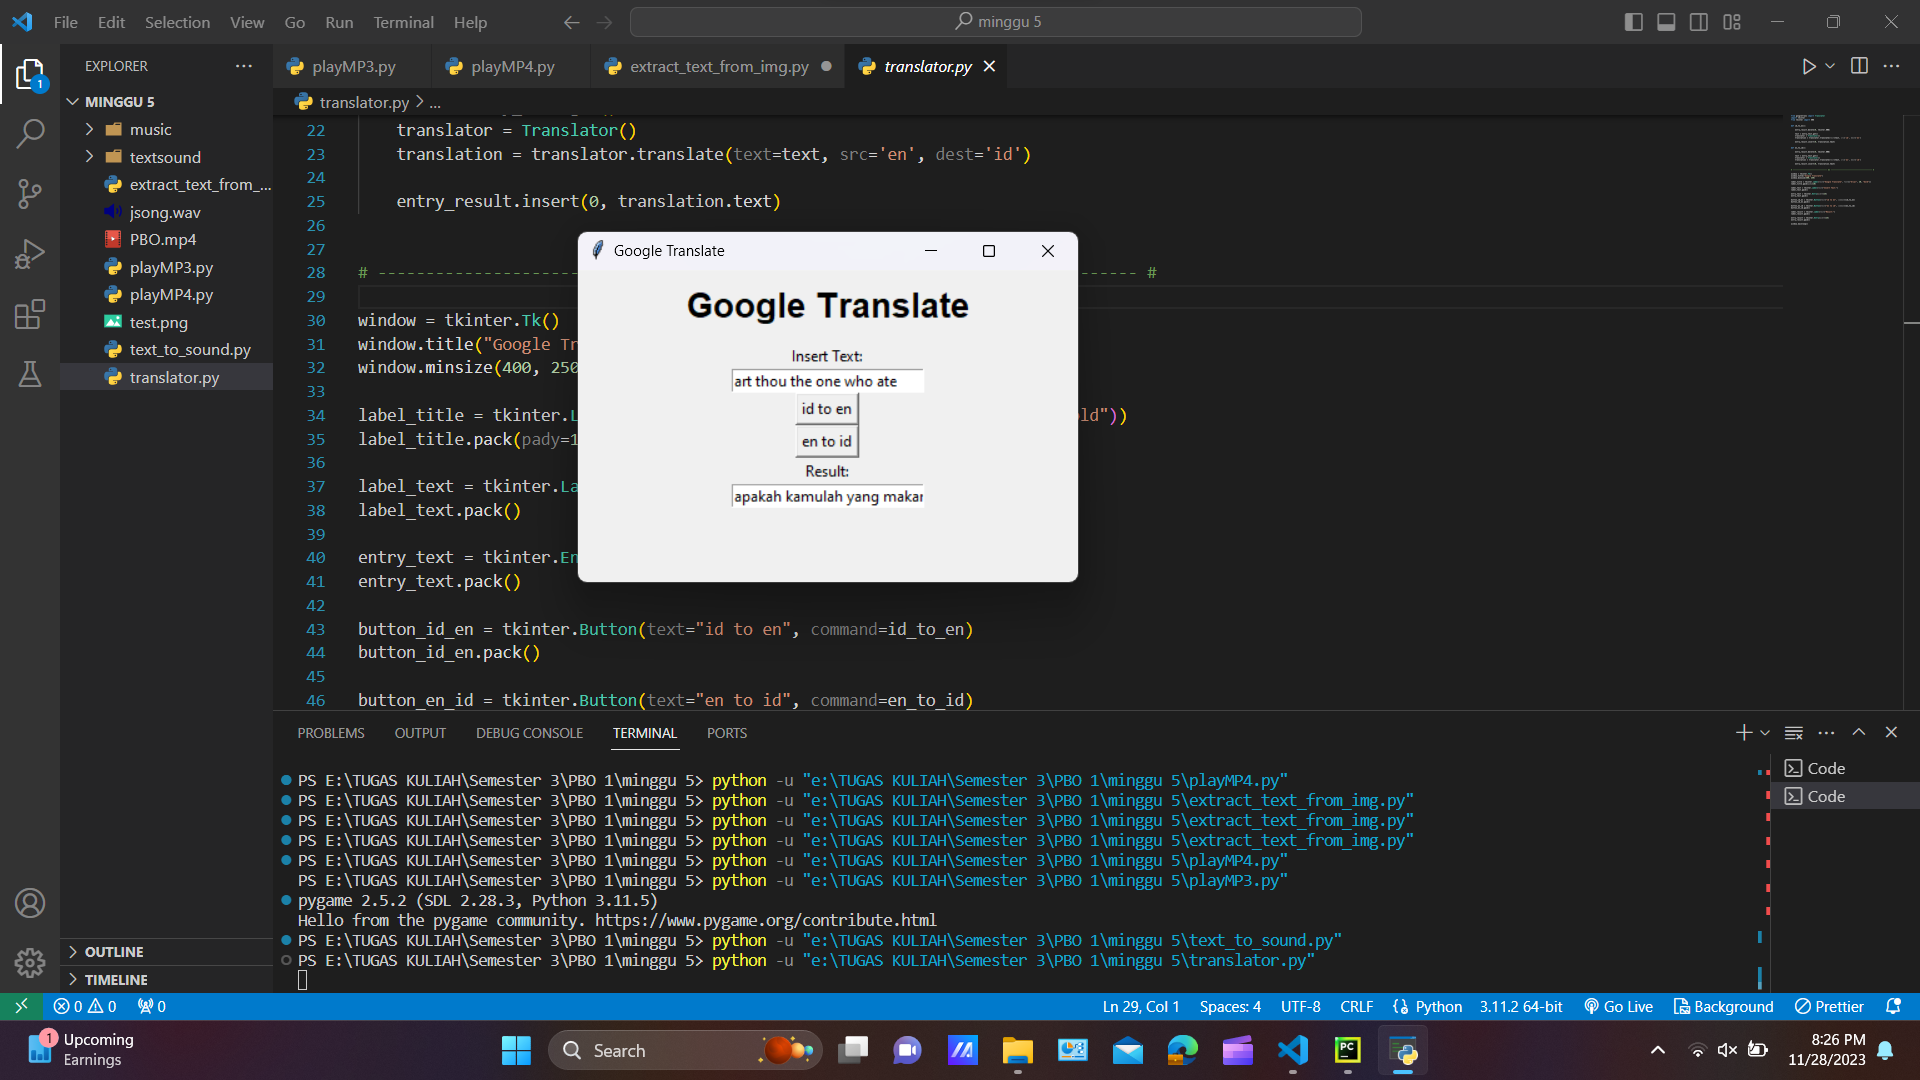 File Edit Selection View Go Run Terminal Help
minggu 5
EXPLORER
1
MINGGU 5
music
textsound
extract_text_from_...
jsong.wav
PBO.mp4
playMP3.py
playMP4.py
test.png
text_to_sound.py
translator.py
OUTLINE
TIMELINE
playMP3.py playMP4.py extract_text_from_img.py translator.py
translator.py > ...
22 translator = Translator()
23 translation = translator.translate(text=text, src='en', dest='id')
24
25 entry_result.insert(0, translation.text)
26
27
28 # ---------------------- ----- #
29
30 window = tkinter.Tk()
31 window.title("Google Tr
32 window.minsize(400, 250
33
34 label_title = tkinter.L ld"))
35 label_title.pack(pady=1
36
37 label_text = tkinter.La
38 label_text.pack()
39
40 entry_text = tkinter.En
41 entry_text.pack()
42
43 button_id_en = tkinter.Button(text="id to en", command=id_to_en)
44 button_id_en.pack()
45
46 button_en_id = tkinter.Button(text="en to id", command=en_to_id)
Google Translate
Google Translate
Insert Text:
art thou the one who ate
id to en
en to id
Result:
apakah kamulah yang makan
PROBLEMS OUTPUT DEBUG CONSOLE TERMINAL PORTS
PS E:\TUGAS KULIAH\Semester 3\PBO 1\minggu 5> python -u "e:\TUGAS KULIAH\Semester 3\PBO 1\minggu 5\playMP4.py"
PS E:\TUGAS KULIAH\Semester 3\PBO 1\minggu 5> python -u "e:\TUGAS KULIAH\Semester 3\PBO 1\minggu 5\extract_text_from_img.py"
PS E:\TUGAS KULIAH\Semester 3\PBO 1\minggu 5> python -u "e:\TUGAS KULIAH\Semester 3\PBO 1\minggu 5\extract_text_from_img.py"
PS E:\TUGAS KULIAH\Semester 3\PBO 1\minggu 5> python -u "e:\TUGAS KULIAH\Semester 3\PBO 1\minggu 5\extract_text_from_img.py"
PS E:\TUGAS KULIAH\Semester 3\PBO 1\minggu 5> python -u "e:\TUGAS KULIAH\Semester 3\PBO 1\minggu 5\playMP4.py"
PS E:\TUGAS KULIAH\Semester 3\PBO 1\minggu 5> python -u "e:\TUGAS KULIAH\Semester 3\PBO 1\minggu 5\playMP3.py"
pygame 2.5.2 (SDL 2.28.3, Python 3.11.5)
Hello from the pygame community. https://www.pygame.org/contribute.html
PS E:\TUGAS KULIAH\Semester 3\PBO 1\minggu 5> python -u "e:\TUGAS KULIAH\Semester 3\PBO 1\minggu 5\text_to_sound.py"
PS E:\TUGAS KULIAH\Semester 3\PBO 1\minggu 5> python -u "e:\TUGAS KULIAH\Semester 3\PBO 1\minggu 5\translator.py"
Code
Code
0 0 0 Ln 29, Col 1 Spaces: 4 UTF-8 CRLF Python 3.11.2 64-bit Go Live Background Prettier
1
Upcoming
Earnings
Search
PC
8:26 PM
11/28/2023